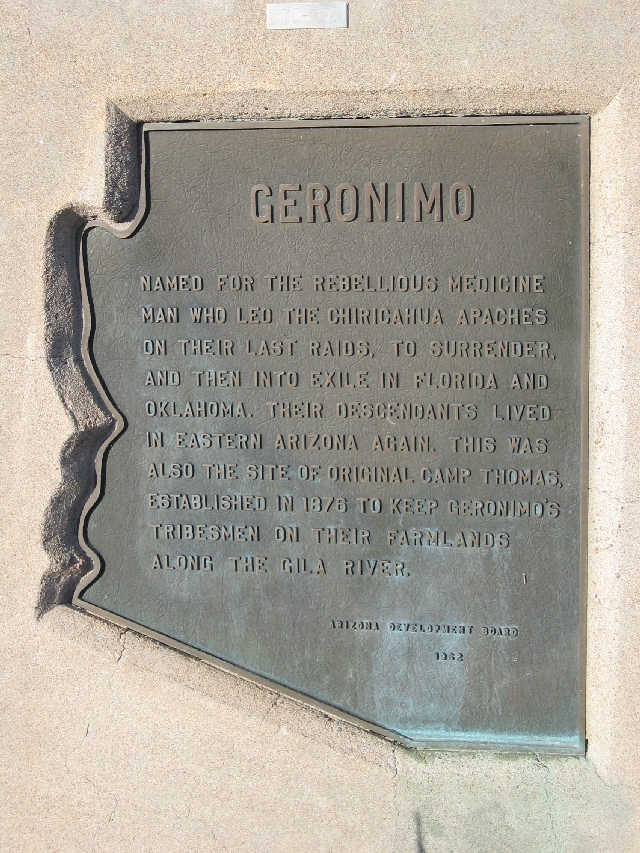 GERONIMO
NAMED FOR THE REBELLIOUS MEDICINE
MAN WHO LED THE CHIRICAHUA APACHES
ON THEIR LAST RAIDS, TO SURRENDER,
AND THEN INTO EXILE IN FLORIDA AND
OKLAHOMA. THEIR DESCENDANTS LIVED
IN EASTERN ARIZONA AGAIN. THIS WAS
ALSO THE SITE OF ORIGINAL CAMP THOMAS,
ESTABLISHED IN 1876 TO KEEP GERONIMO'S
TRIBESMEN ON THEIR FARMLANDS
ALONG THE GILA RIVER.
ARIZONA DEVELOPMENT BOARD
1962